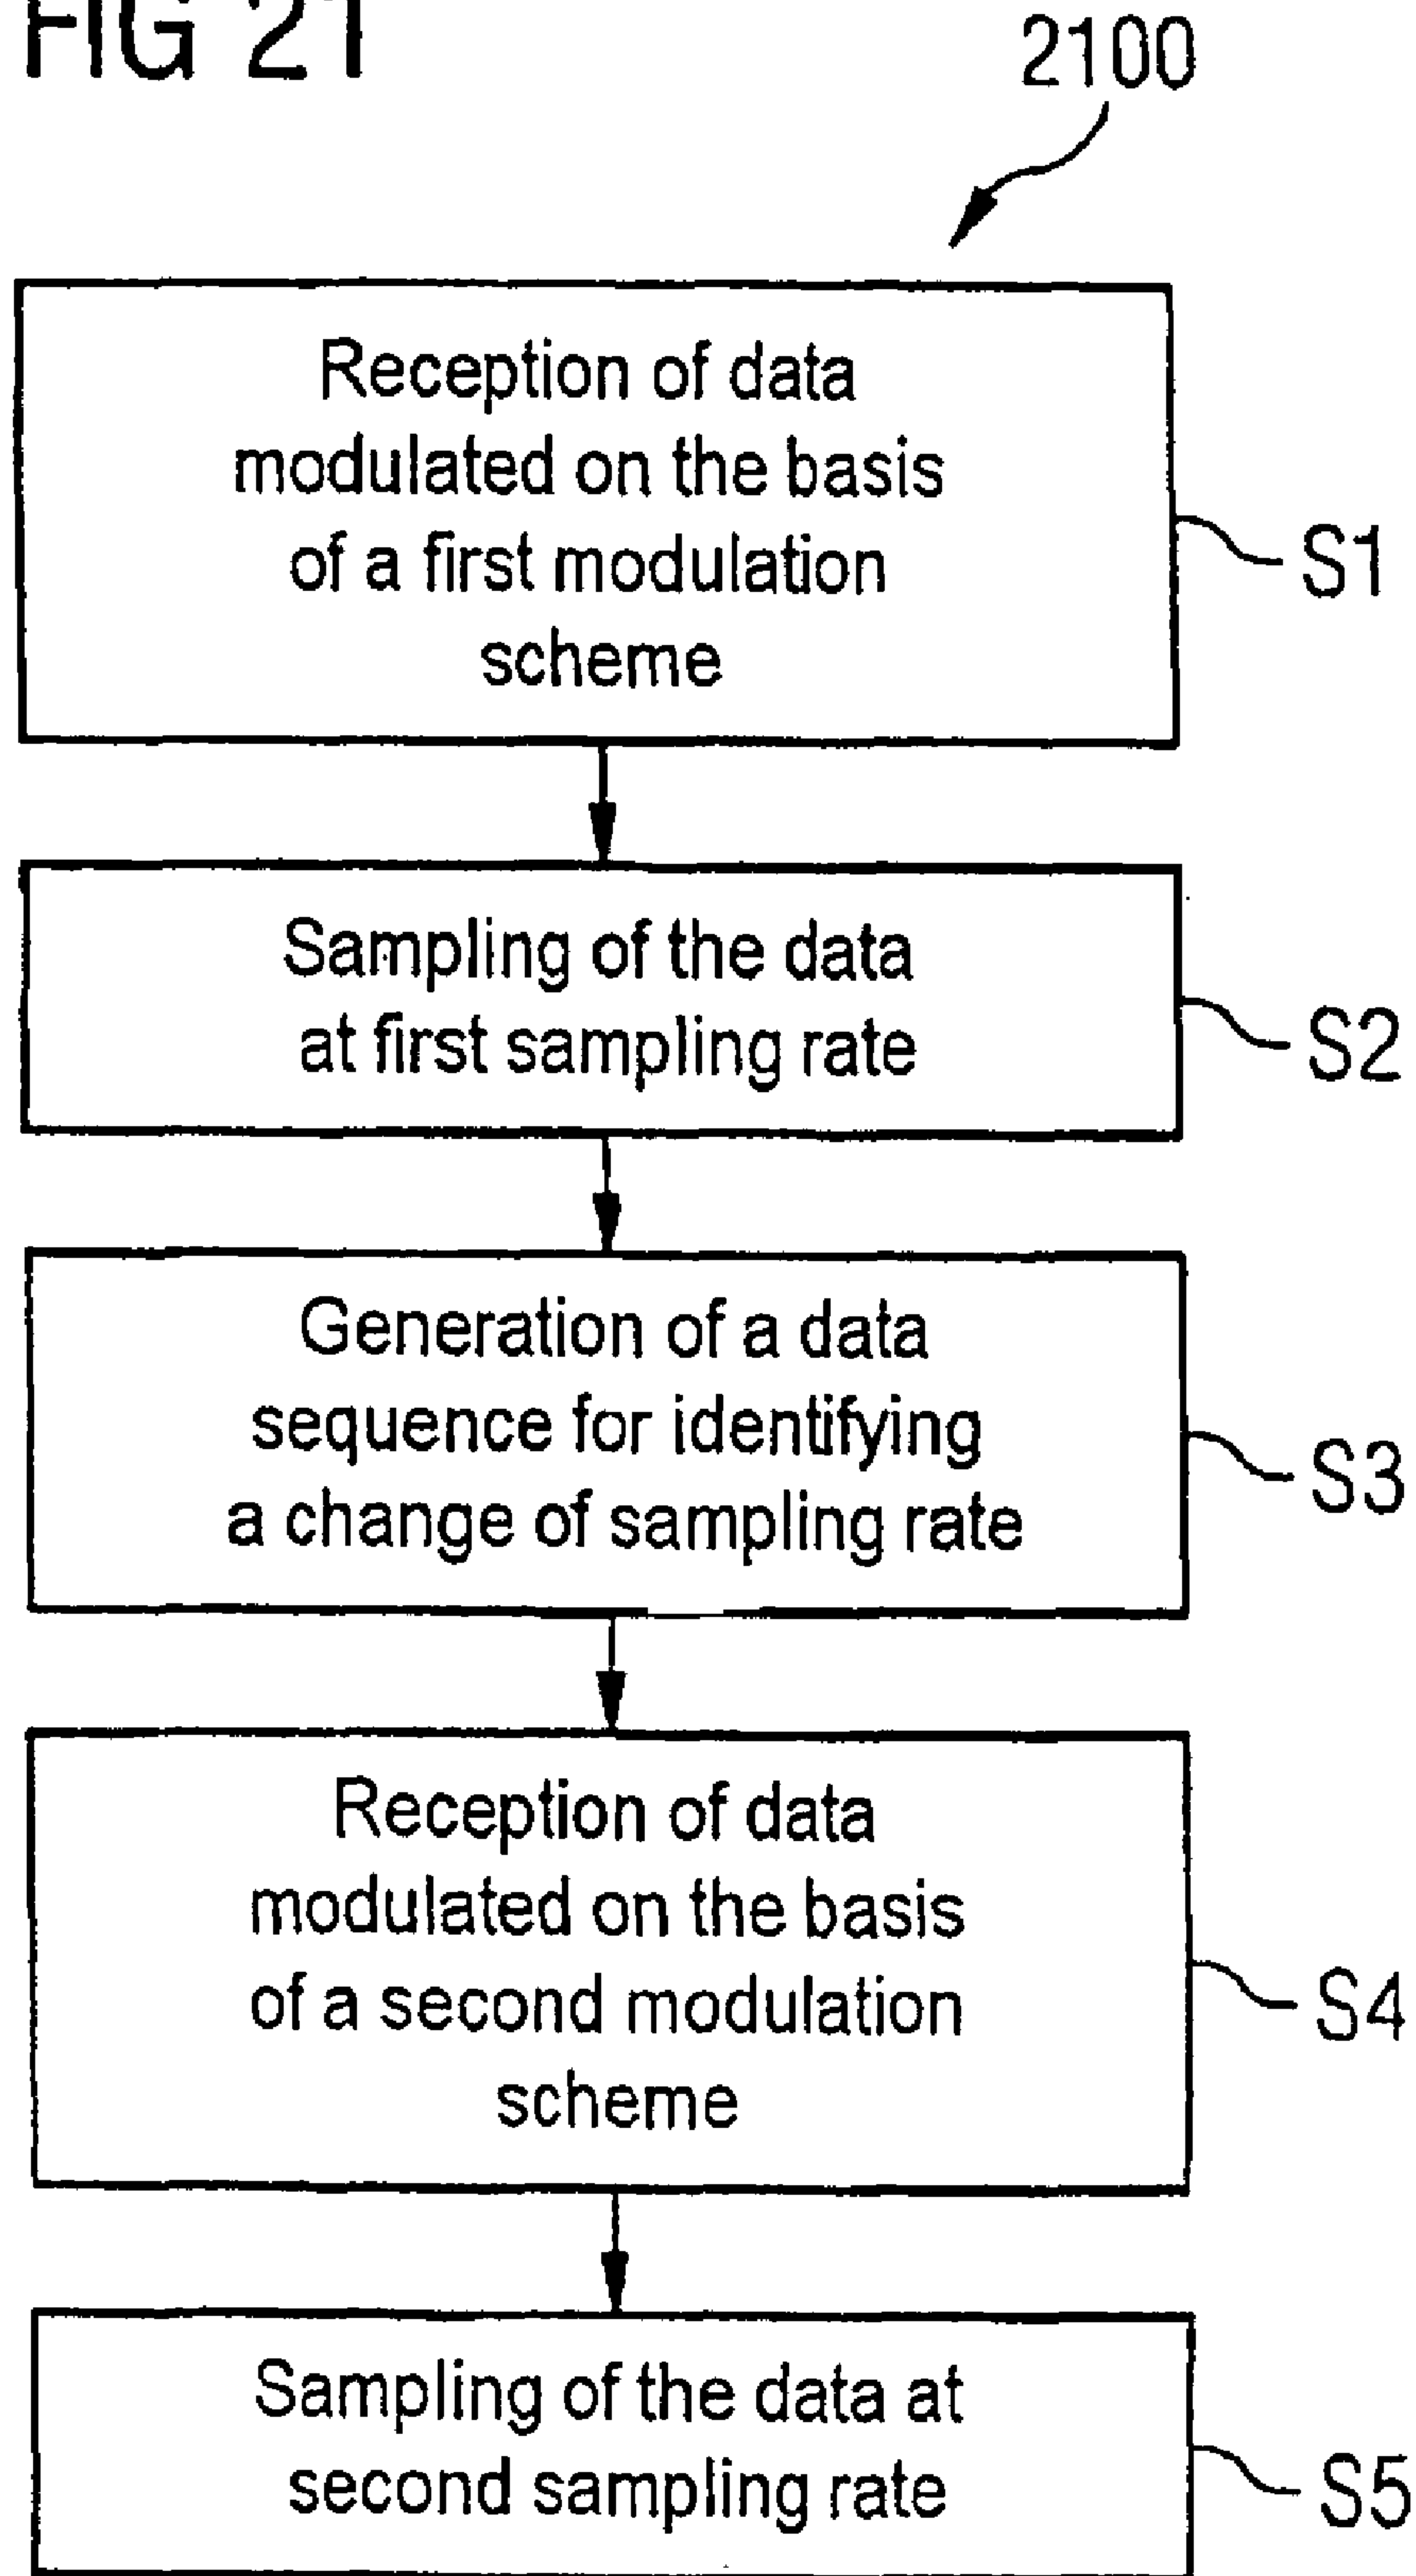 FIG 21
2100
Reception of data
modulated on the basis
of a first modulation
scheme
S1
Sampling of the data
at first sampling rate
S2
Generation of a data
sequence for identifying
a change of sampling rate
S3
Reception of data
modulated on the basis
of a second modulation
scheme
S4
Sampling of the data at
second sampling rate
S5